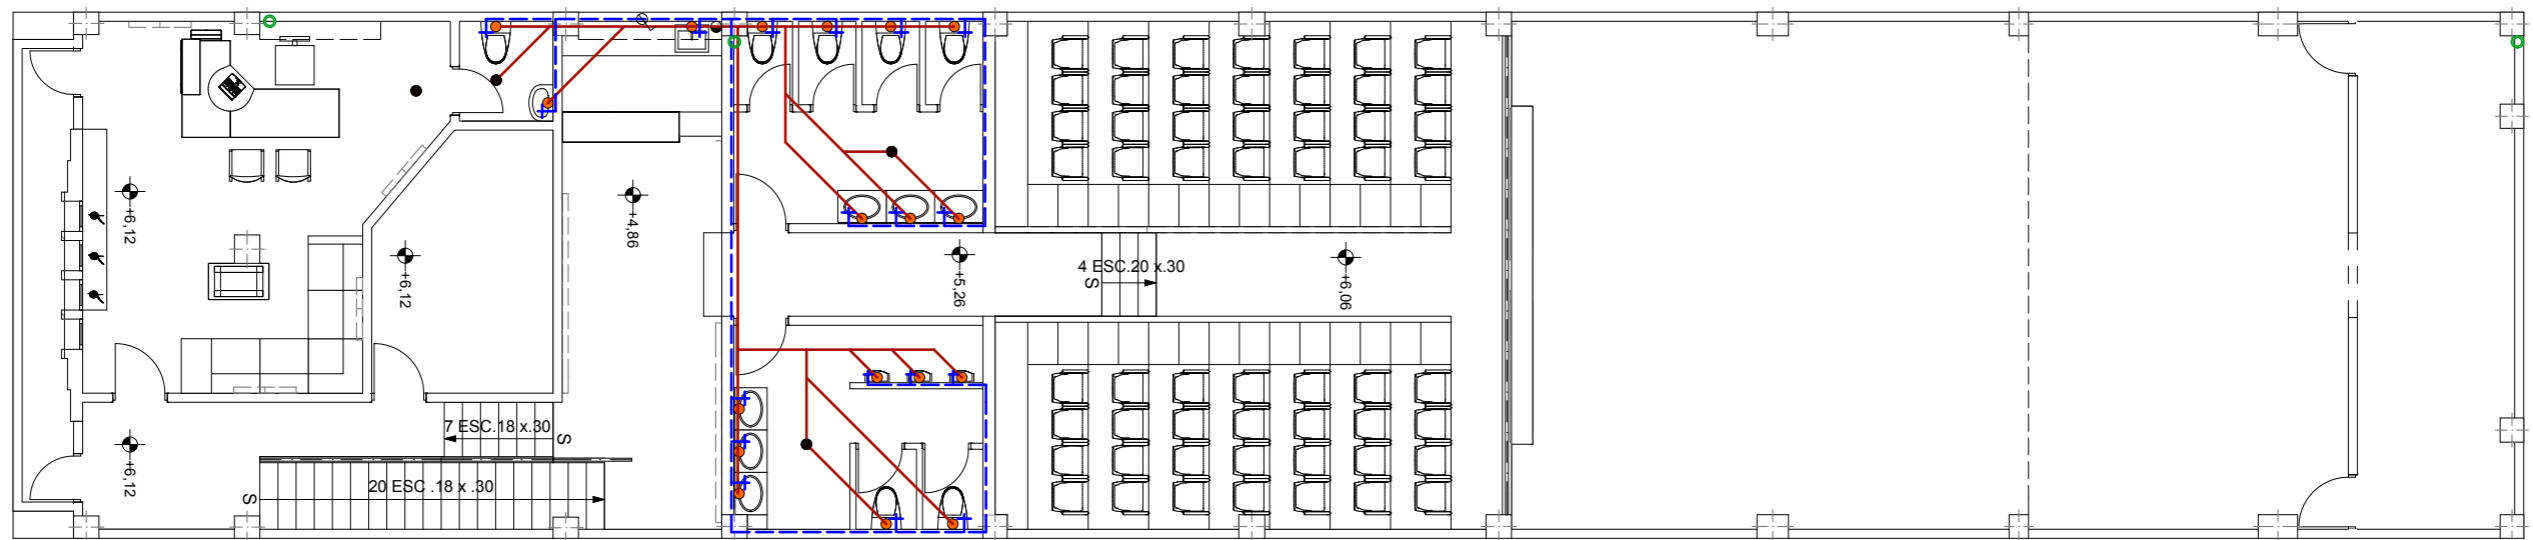 +6,12
+6,12
+4,86
+5,26
4 ESC.20 x.30
S
+6,06
7 ESC.18 x.30
S
+6,12
20 ESC .18 x .30
S